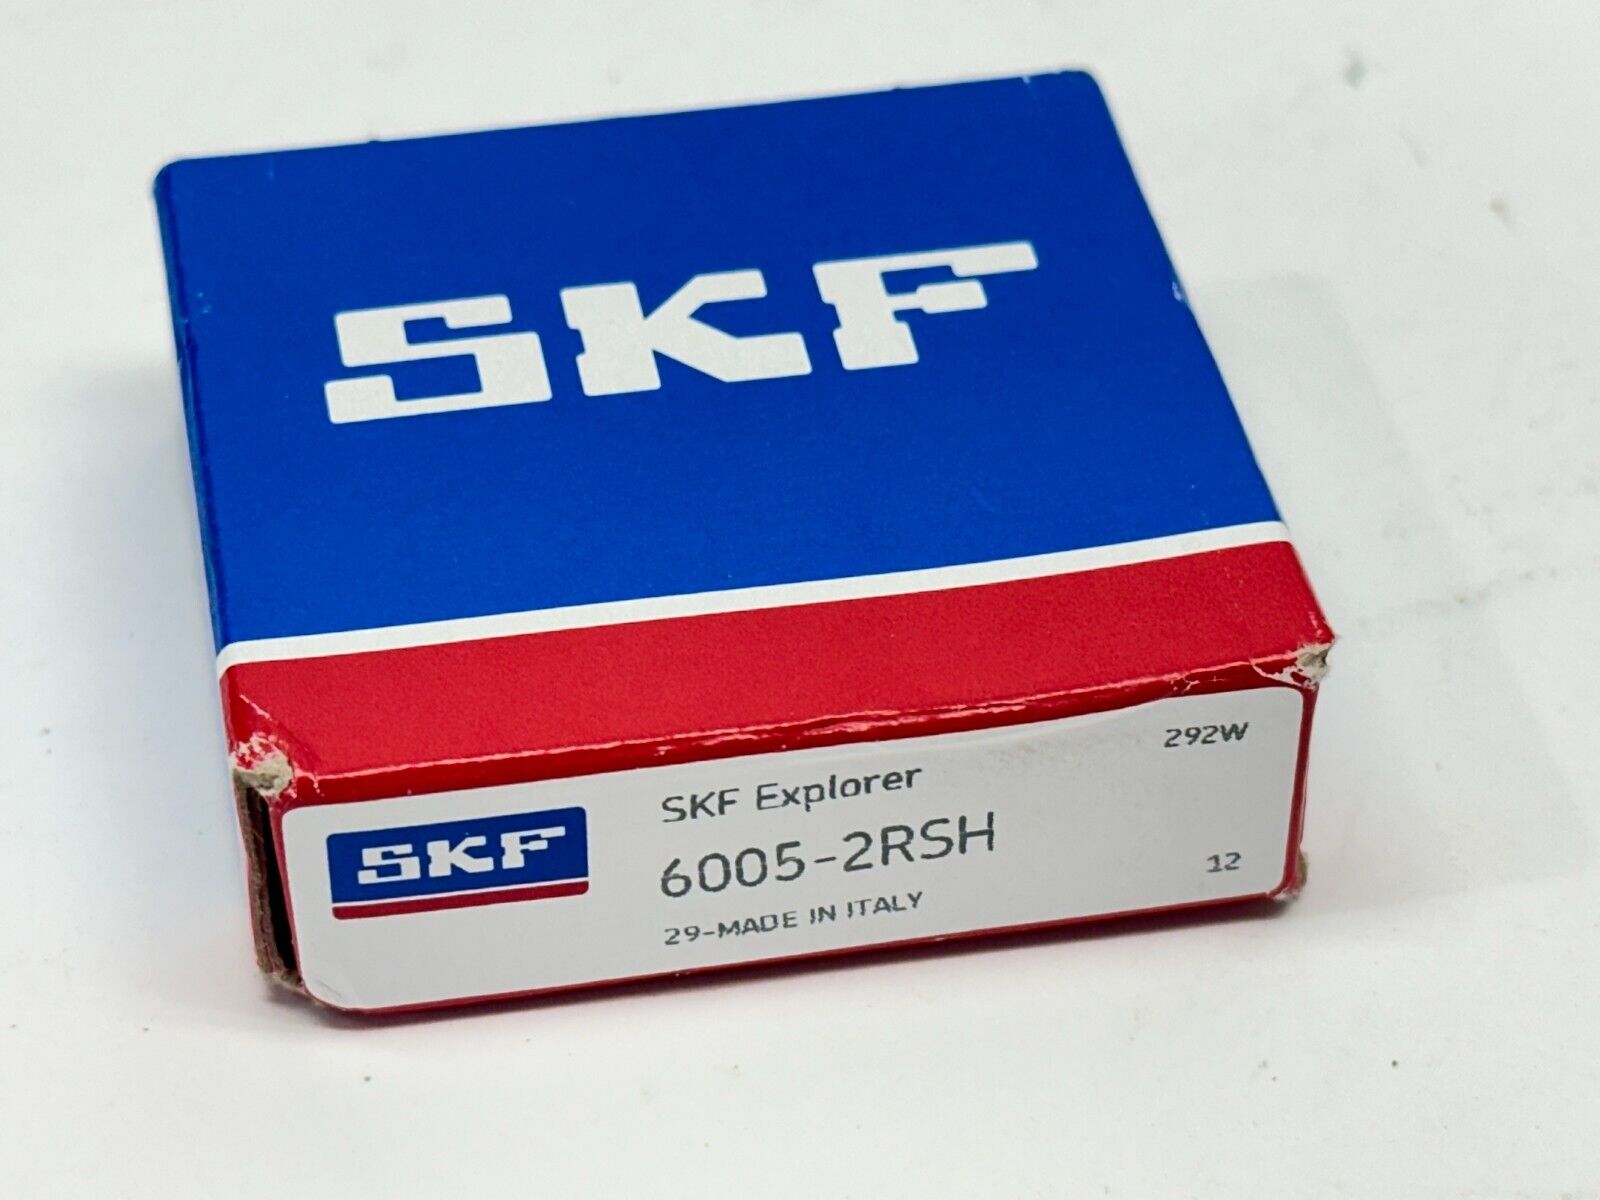 SKF
292W
SKF
SKF Explorer
6005-2RSH
12
29-MADE IN ITALY